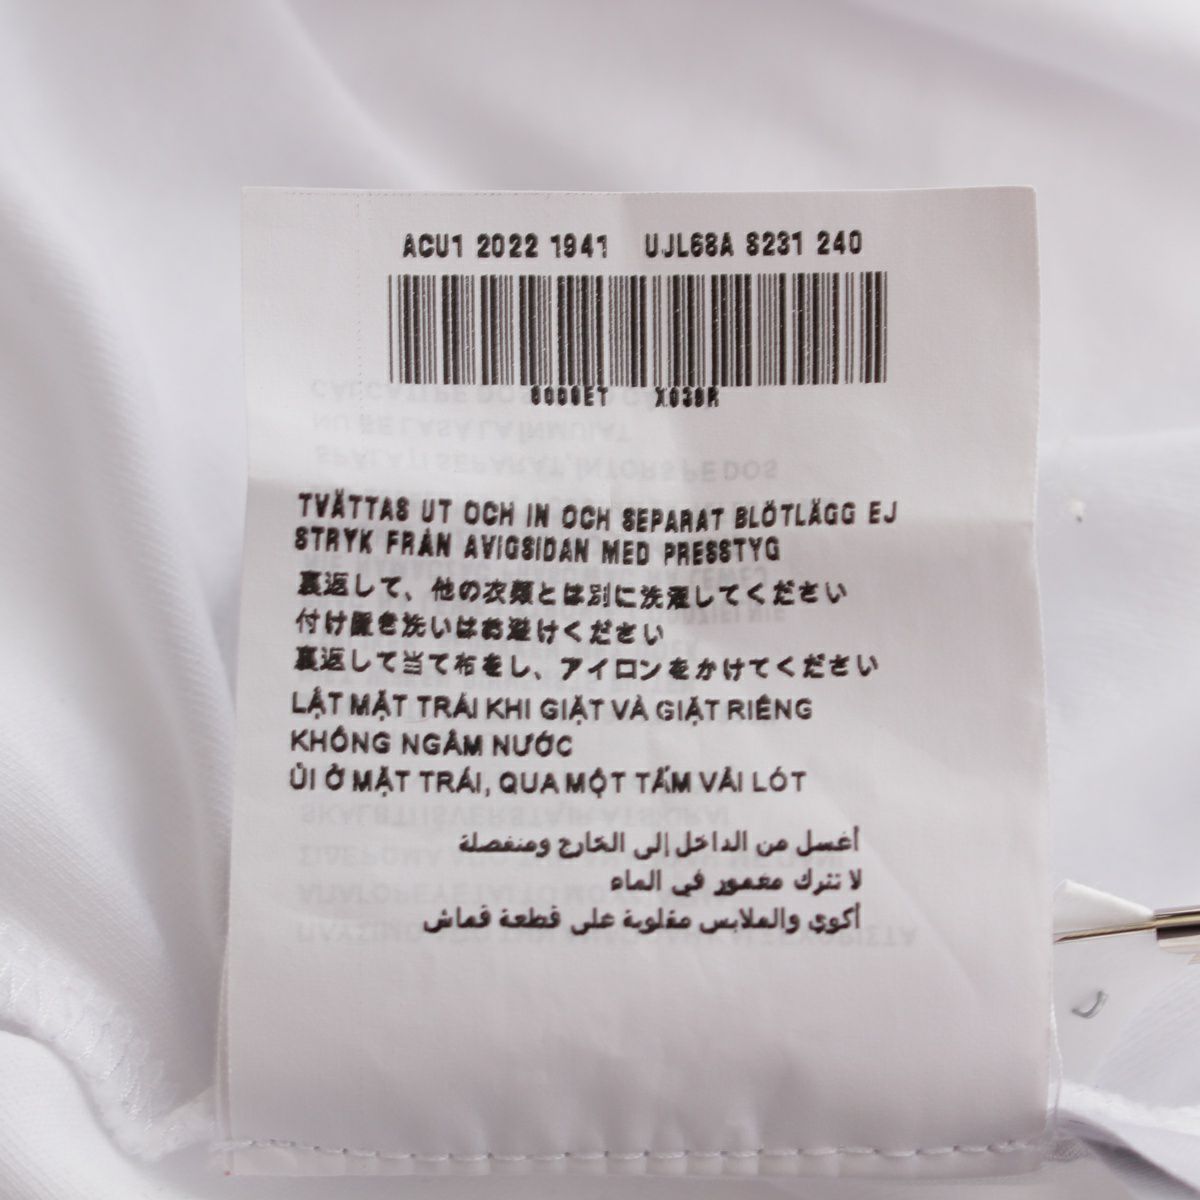 ACU1 2022 1941 UJL68A S231 240
TVÄTTAS UT OCH IN OCH SEPARAT BLÖTLÄGG EJ
STRYK FRÅN AVIGSIDAN MED PRESSTYG
裏返して、他の衣類とは別に洗濯してください
付け置き洗いはお避けください
裏返して当て布をし、アイロンをかけてください
LẬT MẶT TRÁI KHI GIẶT VÀ GIẶT RIÊNG
KHÔNG NGÂM NƯỚC
ỦI Ở MẶT TRÁI, QUA MỘT TẤM VẢI LÓT
أغسل من الداخل إلى الخارج ومنفصلة
لا تترك مغمور في الماء
أكوي والملابس مقلوبة على قطعة قماش